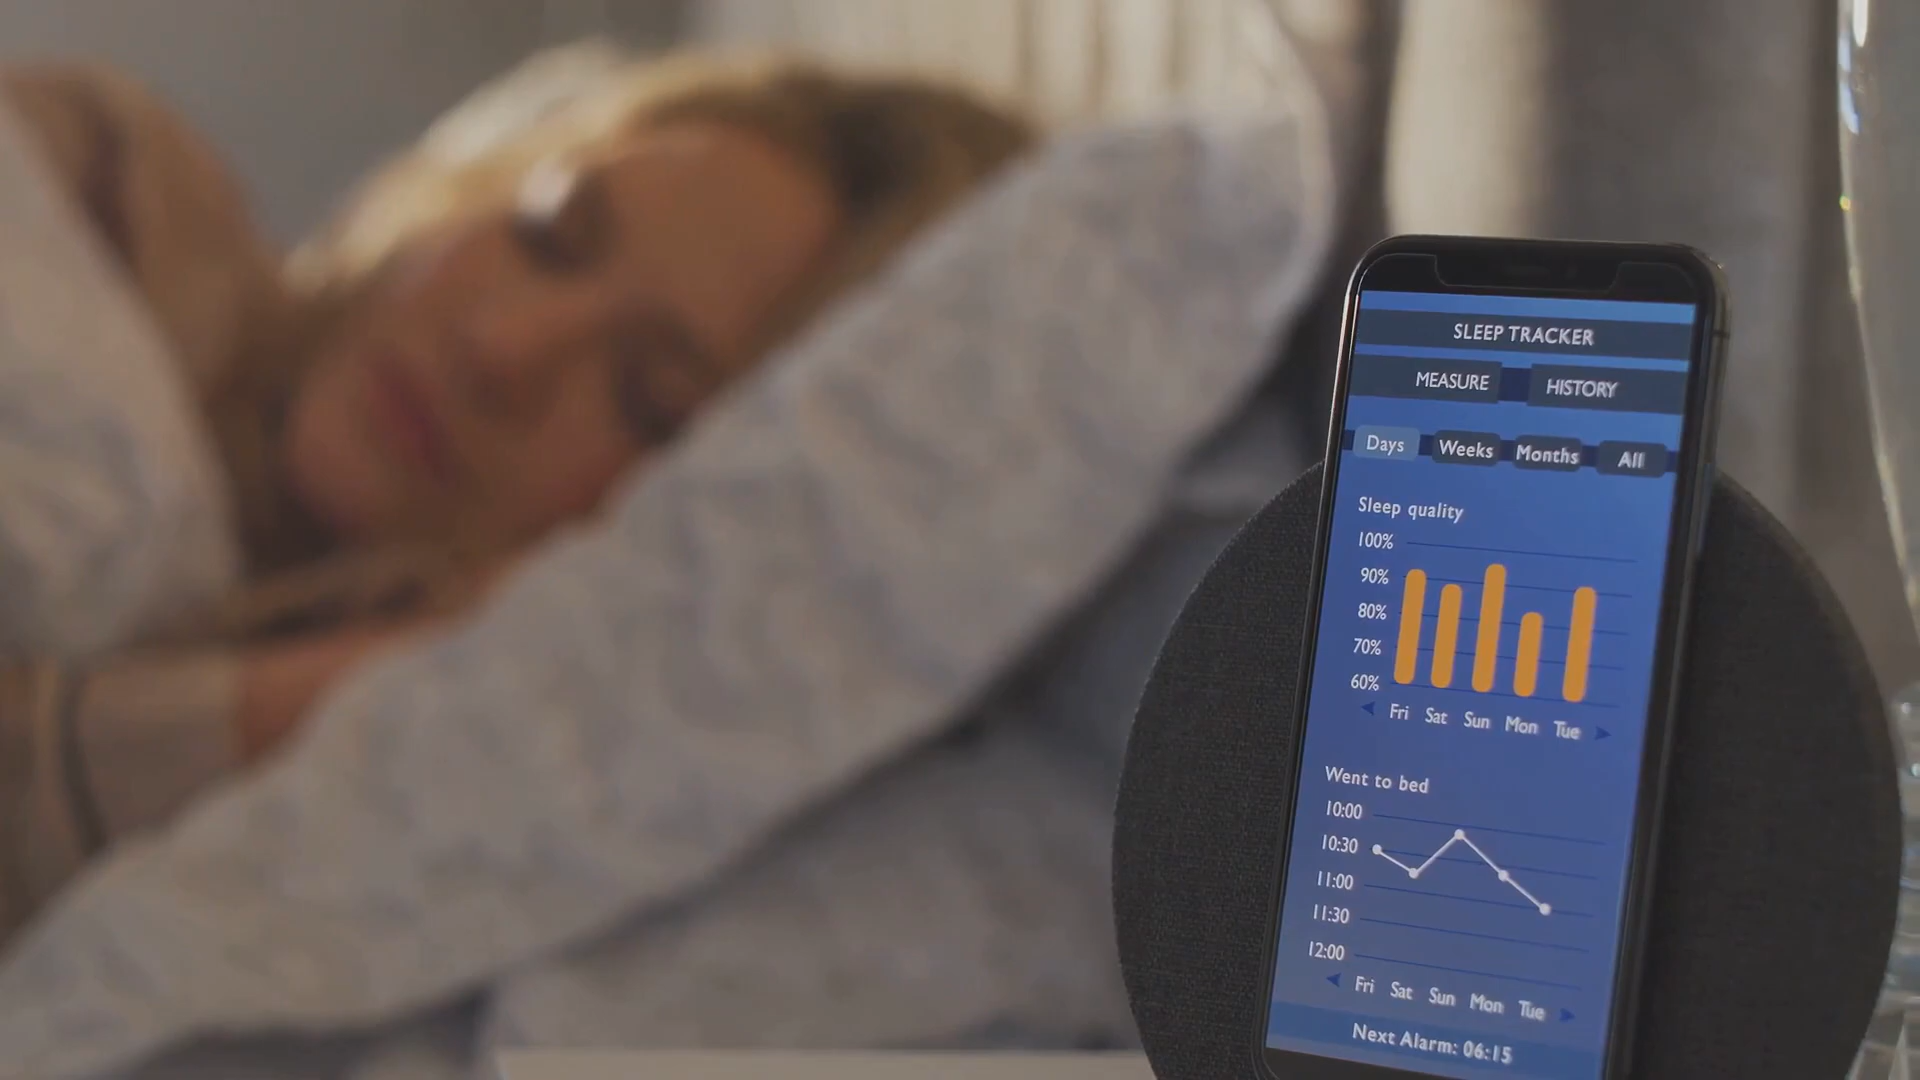 SLEEP TRACKER
MEASURE HISTORY
Days Weeks Months All
Sleep quality
100%
90%
80%
70%
60%
Fri Sat Sun Mon Tue
Went to bed
10:00
10:30
11:00
11:30
12:00
Fri Sat Sun Mon Tue
Next Alarm: 06:15